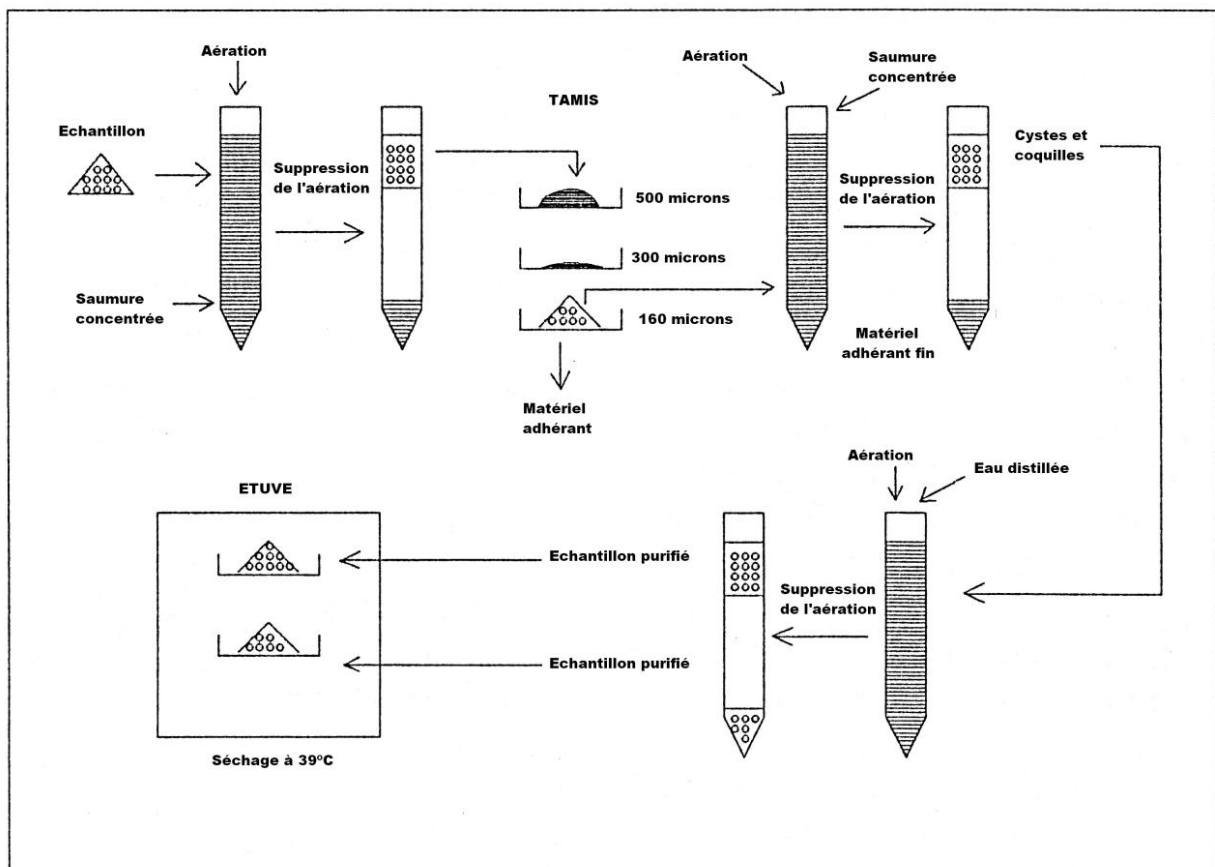 Aération
Echantillon
Suppression
de l'aération
Saumure
concentrée
TAMIS
500 microns
300 microns
160 microns
Matériel
adhérant
Aération
Saumure
concentrée
Suppression
de l'aération
Matériel
adhérant fin
Cystes et
coquilles
Aération
Eau distillée
Suppression
de l'aération
Echantillon purifié
Echantillon purifié
ETUVE
Séchage à 39ºC